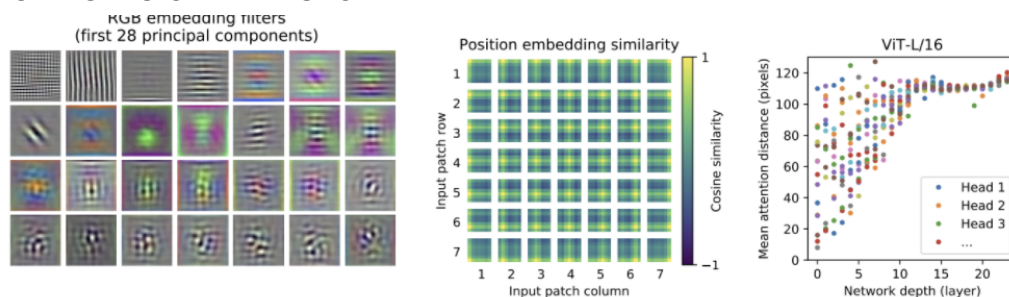 RGB embedding filters
(first 28 principal components)
Position embedding similarity
1
2
3
4
5
6
7
Input patch row
1 2 3 4 5 6 7
Input patch column
1
−1
Cosine similarity
ViT-L/16
120
100
80
60
40
20
0
Mean attention distance (pixels)
Head 1
Head 2
Head 3
...
0 5 10 15 20
Network depth (layer)